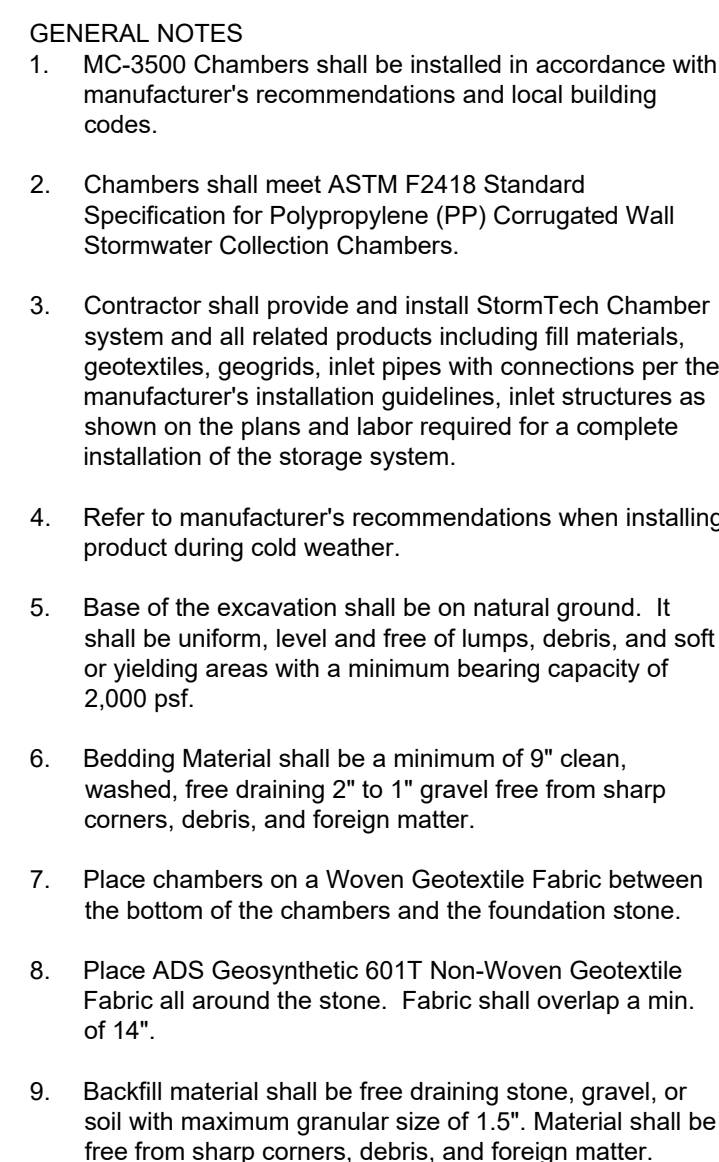 GENERAL NOTES
1. MC-3500 Chambers shall be installed in accordance with
manufacturer's recommendations and local building
codes.
2. Chambers shall meet ASTM F2418 Standard
Specification for Polypropylene (PP) Corrugated Wall
Stormwater Collection Chambers.
3. Contractor shall provide and install StormTech Chamber
system and all related products including fill materials,
geotextiles, geogrids, inlet pipes with connections per the
manufacturer's installation guidelines, inlet structures as
shown on the plans and labor required for a complete
installation of the storage system.
4. Refer to manufacturer's recommendations when installing
product during cold weather.
5. Base of the excavation shall be on natural ground. It
shall be uniform, level and free of lumps, debris, and soft
or yielding areas with a minimum bearing capacity of
2,000 psf.
6. Bedding Material shall be a minimum of 9" clean,
washed, free draining 2" to 1" gravel free from sharp
corners, debris, and foreign matter.
7. Place chambers on a Woven Geotextile Fabric between
the bottom of the chambers and the foundation stone.
8. Place ADS Geosynthetic 601T Non-Woven Geotextile
Fabric all around the stone. Fabric shall overlap a min.
of 14".
9. Backfill material shall be free draining stone, gravel, or
soil with maximum granular size of 1.5". Material shall be
free from sharp corners, debris, and foreign matter.